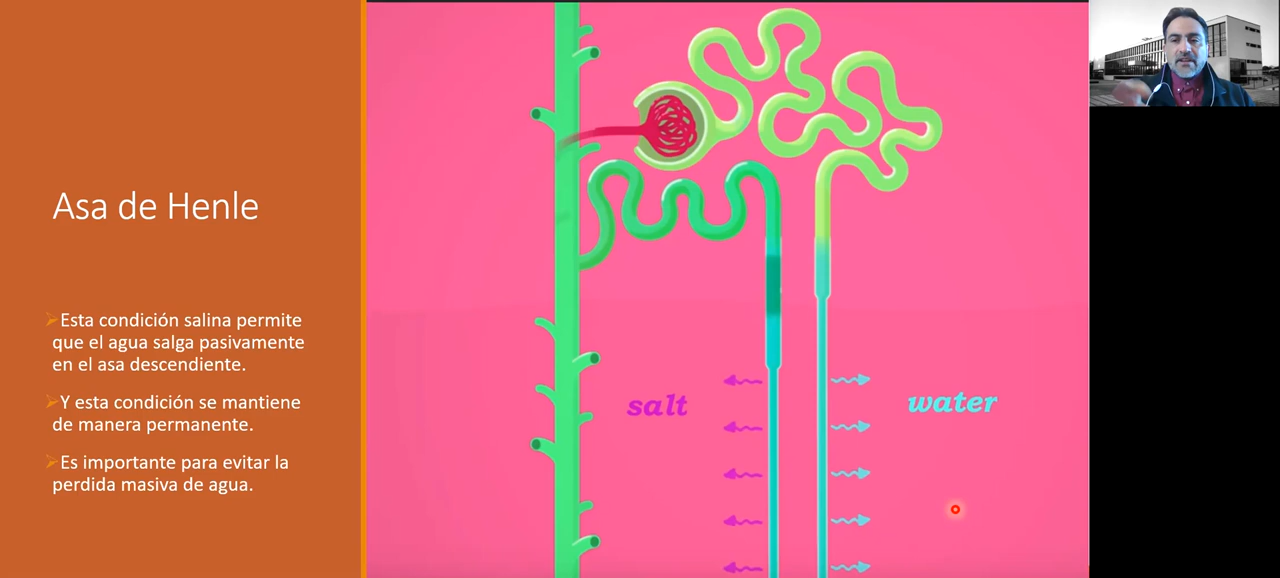 Asa de Henle
Esta condición salina permite
que el agua salga pasivamente
en el asa descendiente.
Y esta condición se mantiene
de manera permanente.
Es importante para evitar la
perdida masiva de agua.
salt
water